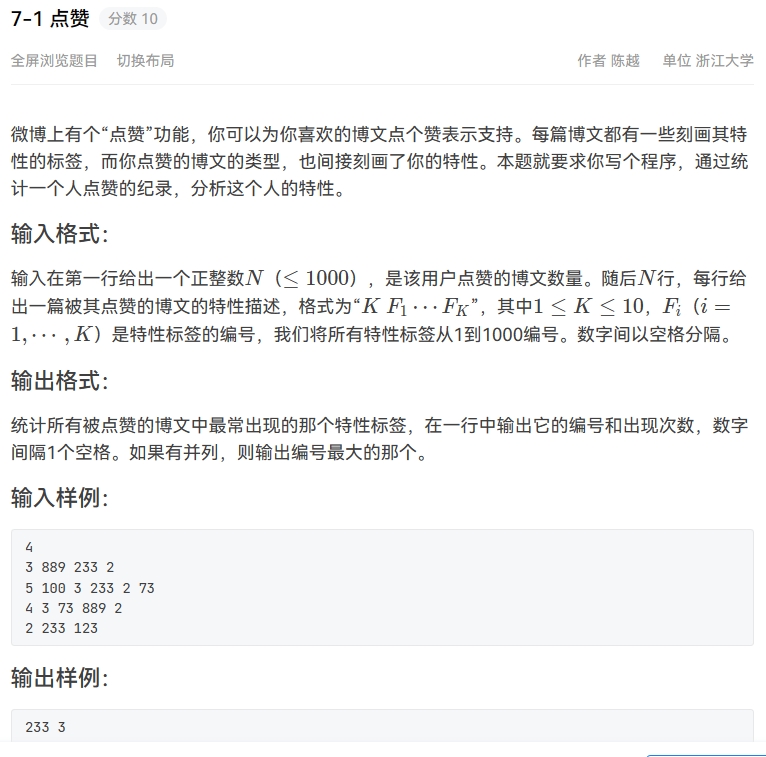 7-1 点赞 分数 10
全屏浏览题目 切换布局 作者 陈越 单位 浙江大学
微博上有个“点赞”功能，你可以为你喜欢的博文点个赞表示支持。每篇博文都有一些刻画其特
性的标签，而你点赞的博文的类型，也间接刻画了你的特性。本题就要求你写个程序，通过统
计一个人点赞的纪录，分析这个人的特性。
输入格式：
输入在第一行给出一个正整数N（≤ 1000），是该用户点赞的博文数量。随后N行，每行给
出一篇被其点赞的博文的特性描述，格式为“K F₁ ⋯ F_K”，其中1 ≤ K ≤ 10，F_i（i =
1, ⋯ , K）是特性标签的编号，我们将所有特性标签从1到1000编号。数字间以空格分隔。
输出格式：
统计所有被点赞的博文中最常出现的那个特性标签，在一行中输出它的编号和出现次数，数字
间隔1个空格。如果有并列，则输出编号最大的那个。
输入样例：
4
3 889 233 2
5 100 3 233 2 73
4 3 73 889 2
2 233 123
输出样例：
233 3